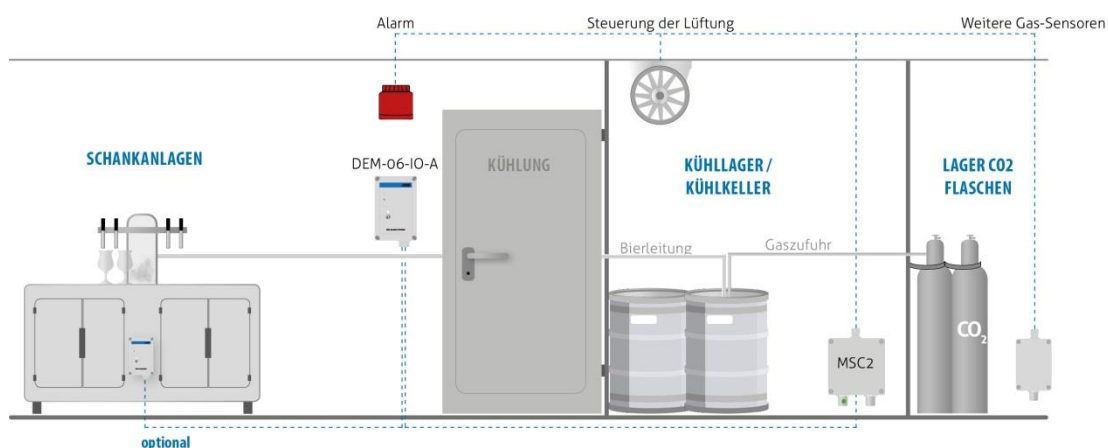 Alarm
Steuerung der Lüftung
Weitere Gas-Sensoren
SCHANKANLAGEN
DEM-06-IO-A
KÜHLUNG
KÜHLLAGER /
KÜHLKELLER
LAGER CO2
FLASCHEN
Bierleitung
Gaszufuhr
CO₂
MSC2
optional